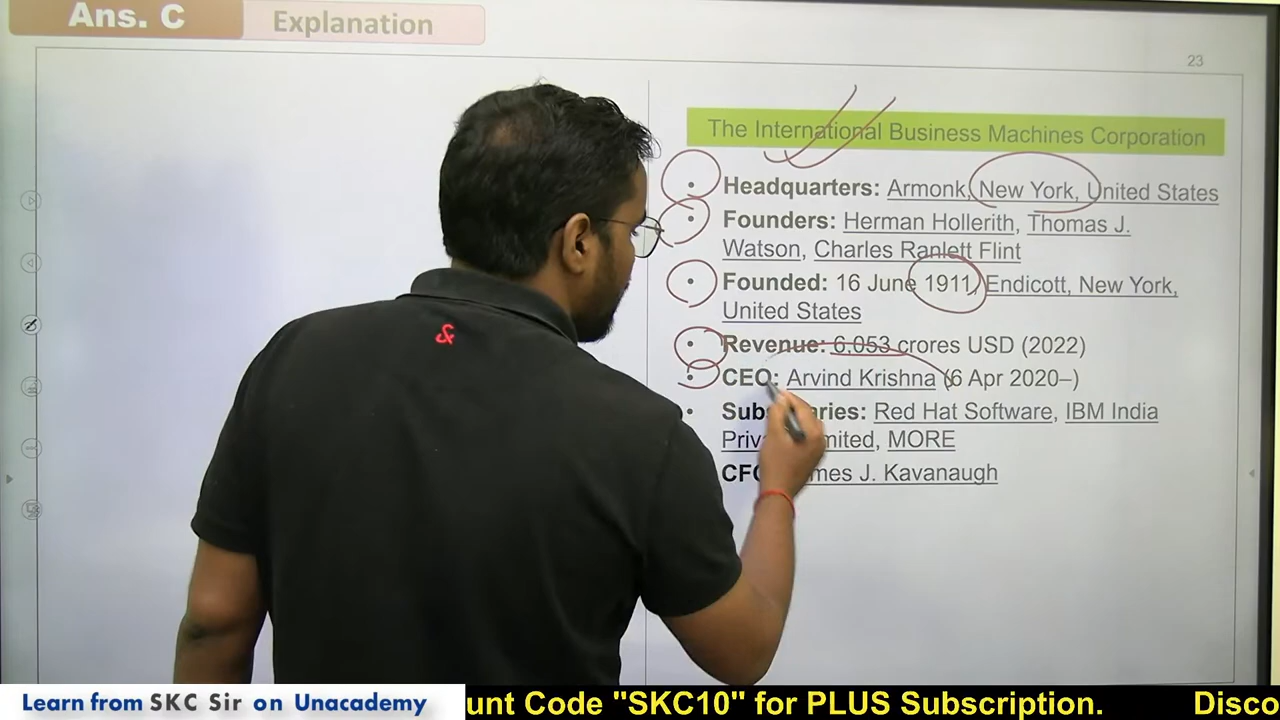 Ans. C
Explanation
23
The International Business Machines Corporation
• Headquarters: Armonk, New York, United States
• Founders: Herman Hollerith, Thomas J.
Watson, Charles Ranlett Flint
• Founded: 16 June 1911, Endicott, New York,
United States
• Revenue: 6,053 crores USD (2022)
• CEO: Arvind Krishna (6 Apr 2020–)
• Red Hat Software, IBM India
MORE
J. Kavanaugh
Learn from SKC Sir on Unacademy
unt Code "SKC10" for PLUS Subscription. Disco